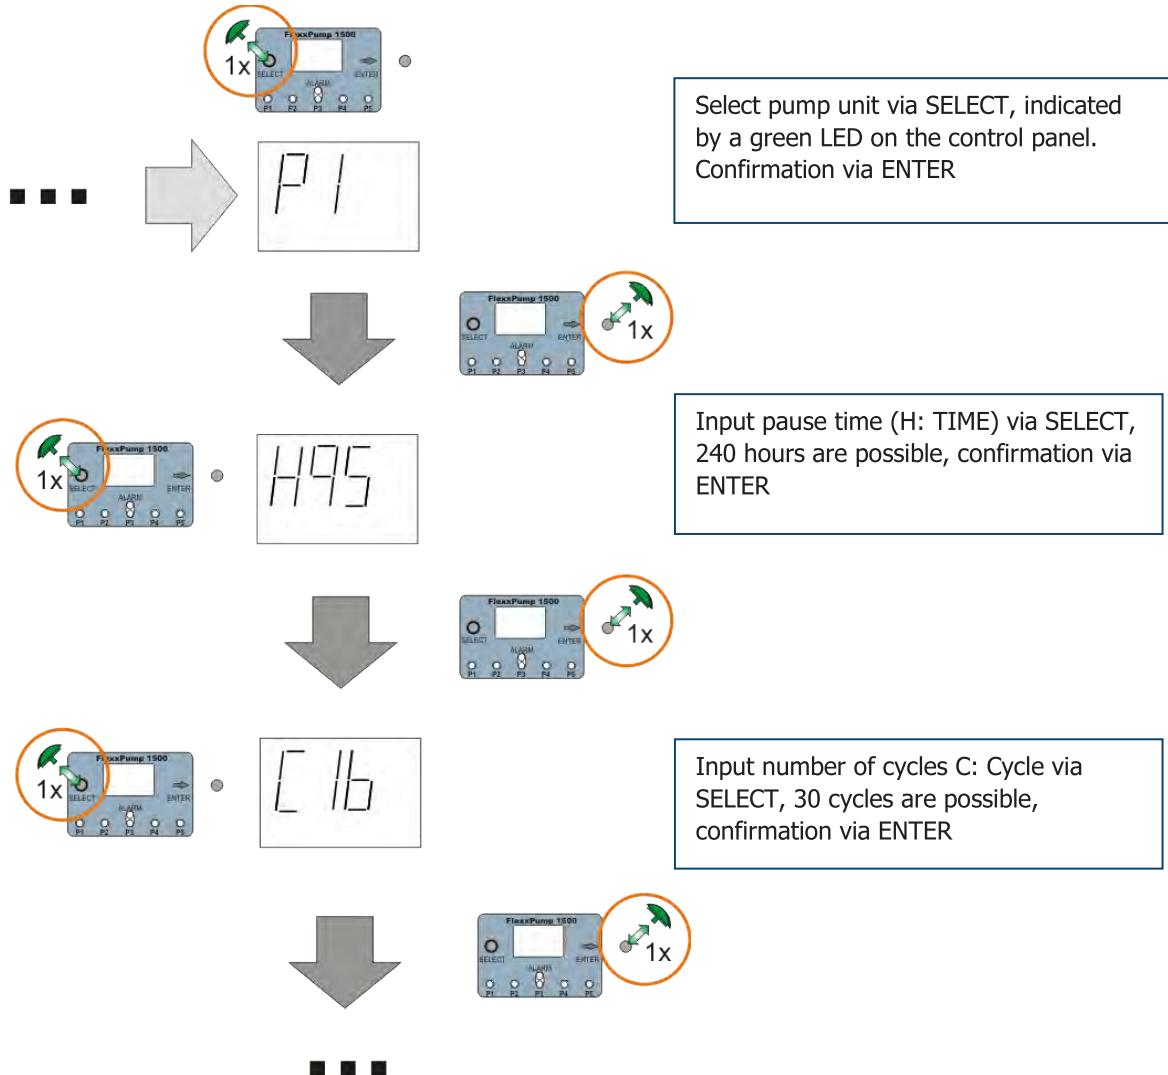 FlexxPump 1500
1x
SELECT
ENTER
ALARM
P1 P2 P3 P4 P5
Select pump unit via SELECT, indicated
by a green LED on the control panel.
Confirmation via ENTER
P1
FlexxPump 1500
1x
SELECT
ENTER
ALARM
P1 P2 P3 P4 P5
Input pause time (H: TIME) via SELECT,
240 hours are possible, confirmation via
ENTER
FlexxPump 1500
1x
SELECT
ENTER
ALARM
P1 P2 P3 P4 P5
H95
FlexxPump 1500
1x
SELECT
ENTER
ALARM
P1 P2 P3 P4 P5
Input number of cycles C: Cycle via
SELECT, 30 cycles are possible,
confirmation via ENTER
FlexxPump 1500
1x
SELECT
ENTER
ALARM
P1 P2 P3 P4 P5
C16
FlexxPump 1500
1x
SELECT
ENTER
ALARM
P1 P2 P3 P4 P5